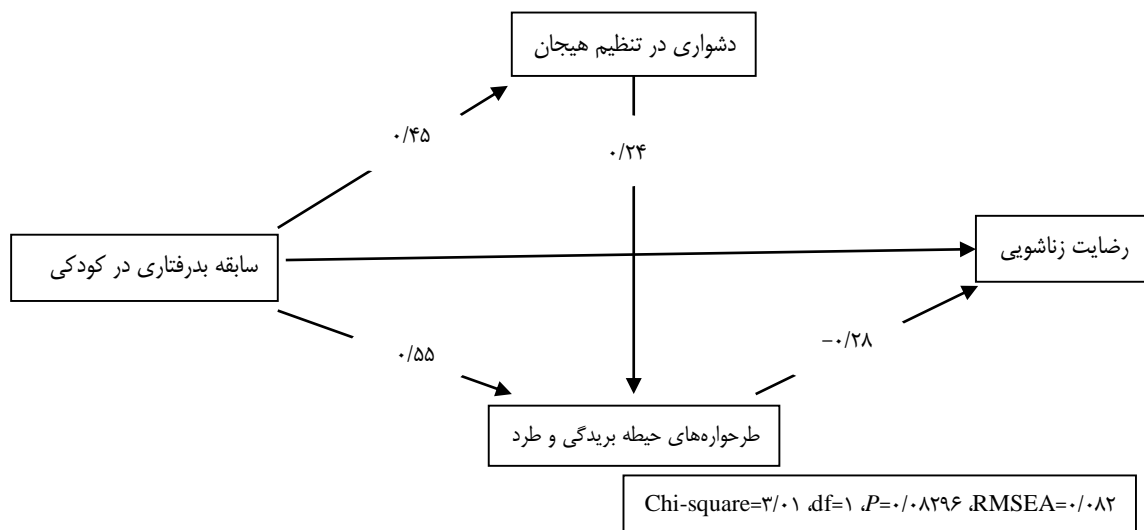 دشواری در تنظیم هیجان
۰/۴۵
۰/۲۴
رضایت زناشویی
سابقه بدرفتاری در کودکی
۰/۵۵
-۰/۲۸
طرحواره‌های حیطه بریدگی و طرد
Chi-square=۳/۰۱ ،df=۱ ،P=۰/۰۸۲۹۶ ،RMSEA=۰/۰۸۲